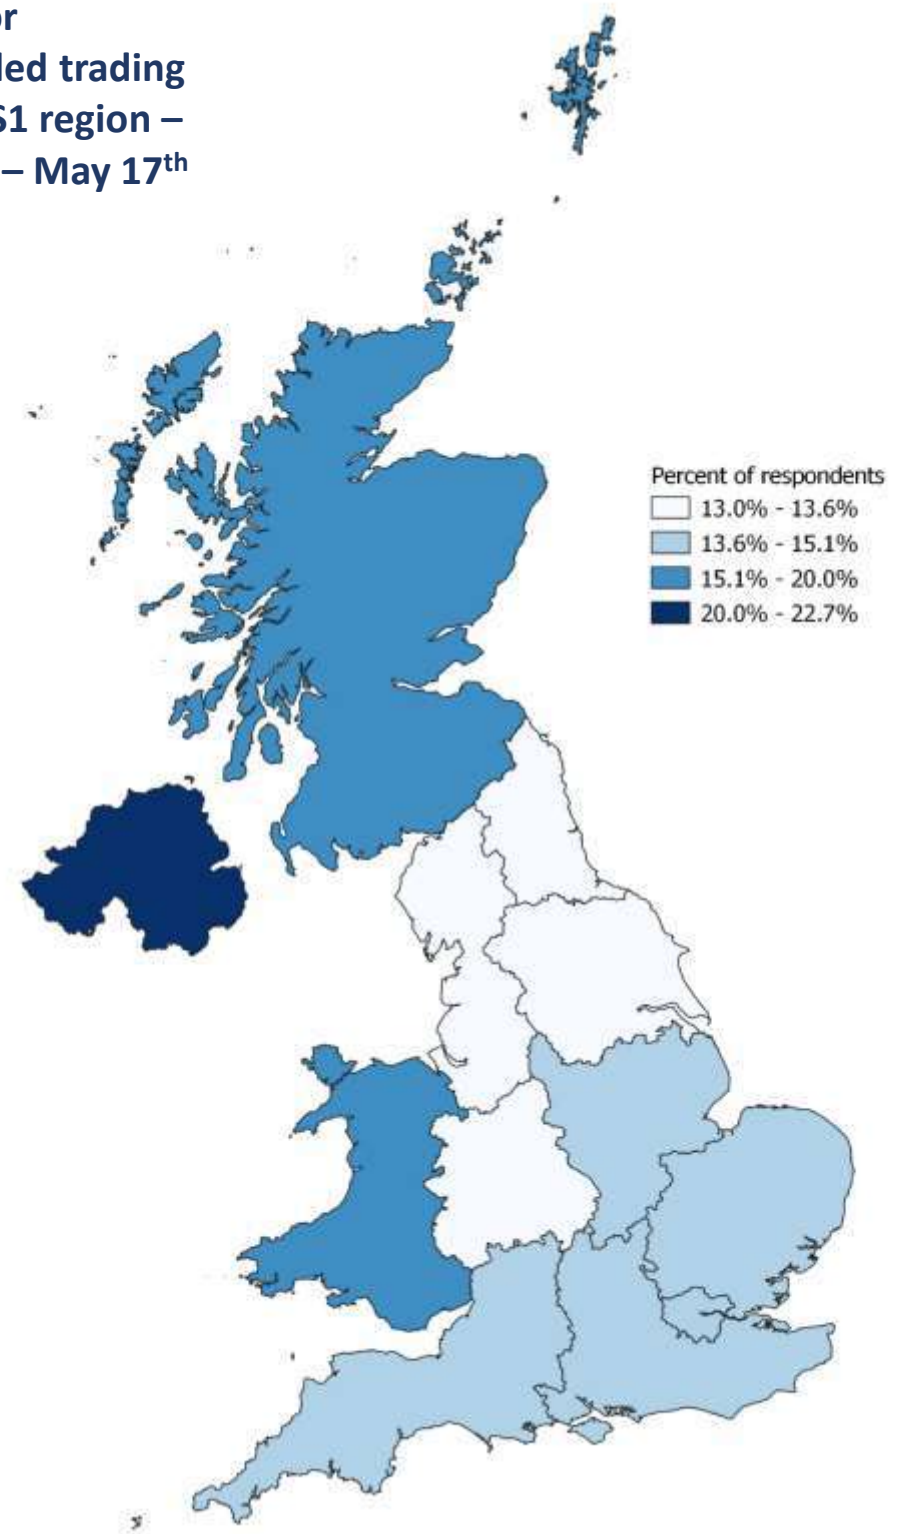 or
led trading
S1 region –
– May 17th
Percent of respondents
13.0% - 13.6%
13.6% - 15.1%
15.1% - 20.0%
20.0% - 22.7%